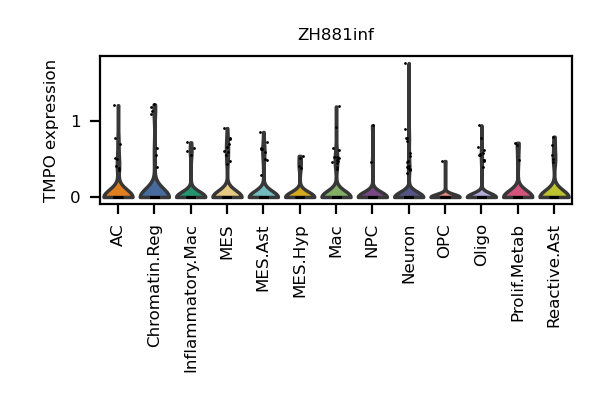 ZH881inf
TMPO expression
1
0
AC
Chromatin.Reg
Inflammatory.Mac
MES
MES.Ast
MES.Hyp
Mac
NPC
Neuron
OPC
Oligo
Prolif.Metab
Reactive.Ast